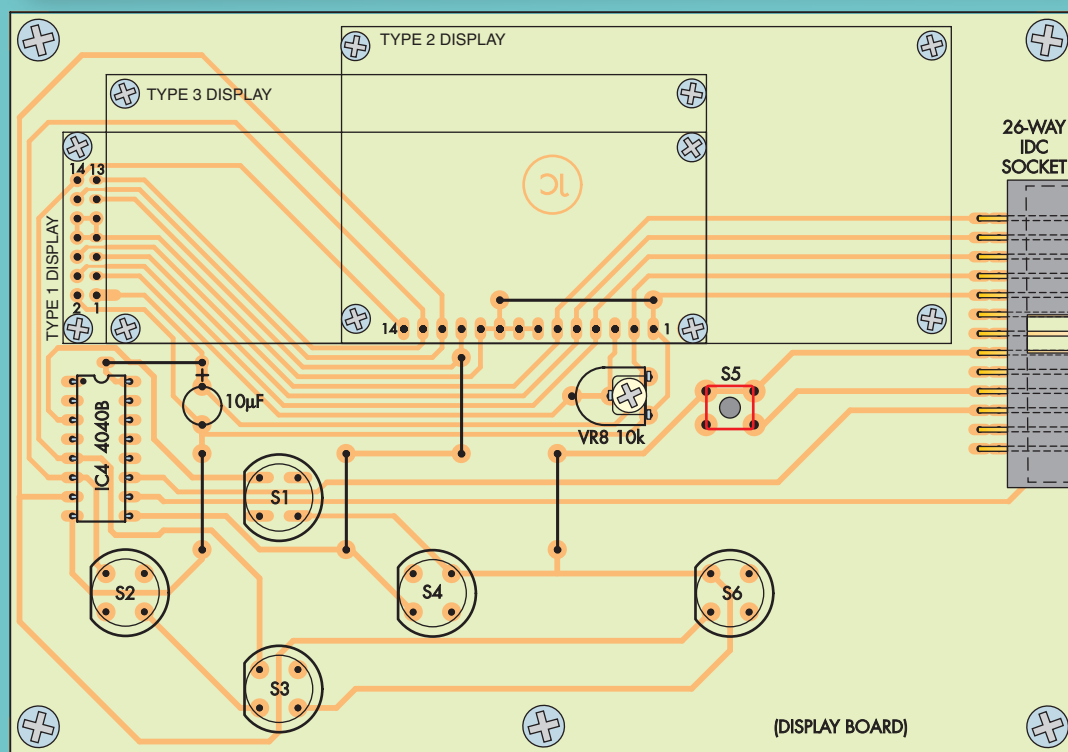 TYPE 2 DISPLAY
TYPE 3 DISPLAY
26-WAY
IDC
SOCKET
14 13
TYPE 1 DISPLAY
2 1
14
1
+
10µF
S5
VR8 10k
IC4 4040B
S1
S2
S4
S6
S3
(DISPLAY BOARD)